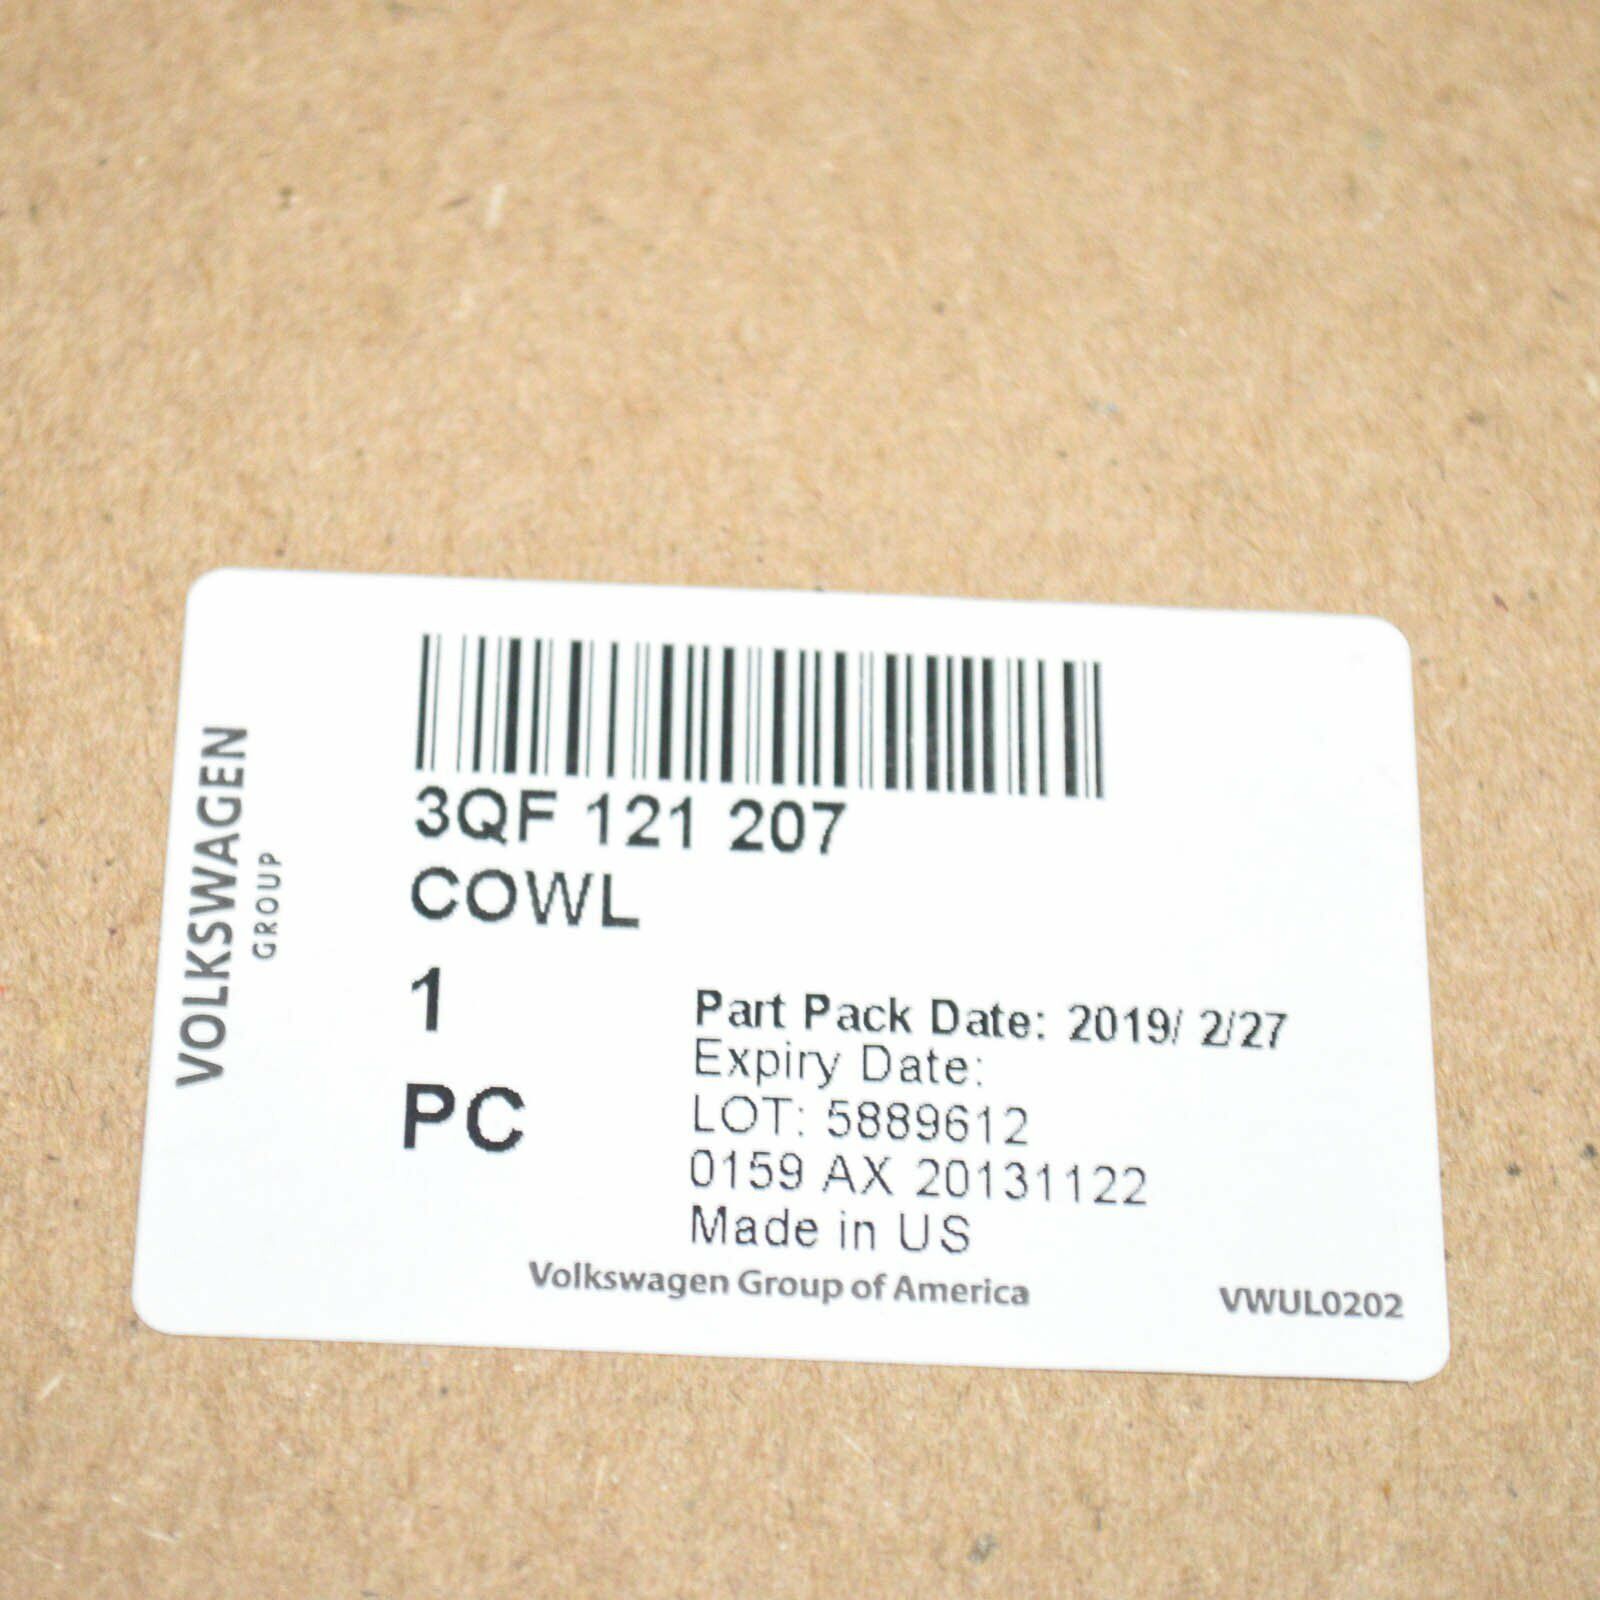 VOLKSWAGEN
GROUP
3QF 121 207
COWL
1
PC
Part Pack Date: 2019/ 2/27
Expiry Date:
LOT: 5889612
0159 AX 20131122
Made in US
Volkswagen Group of America
VWUL0202